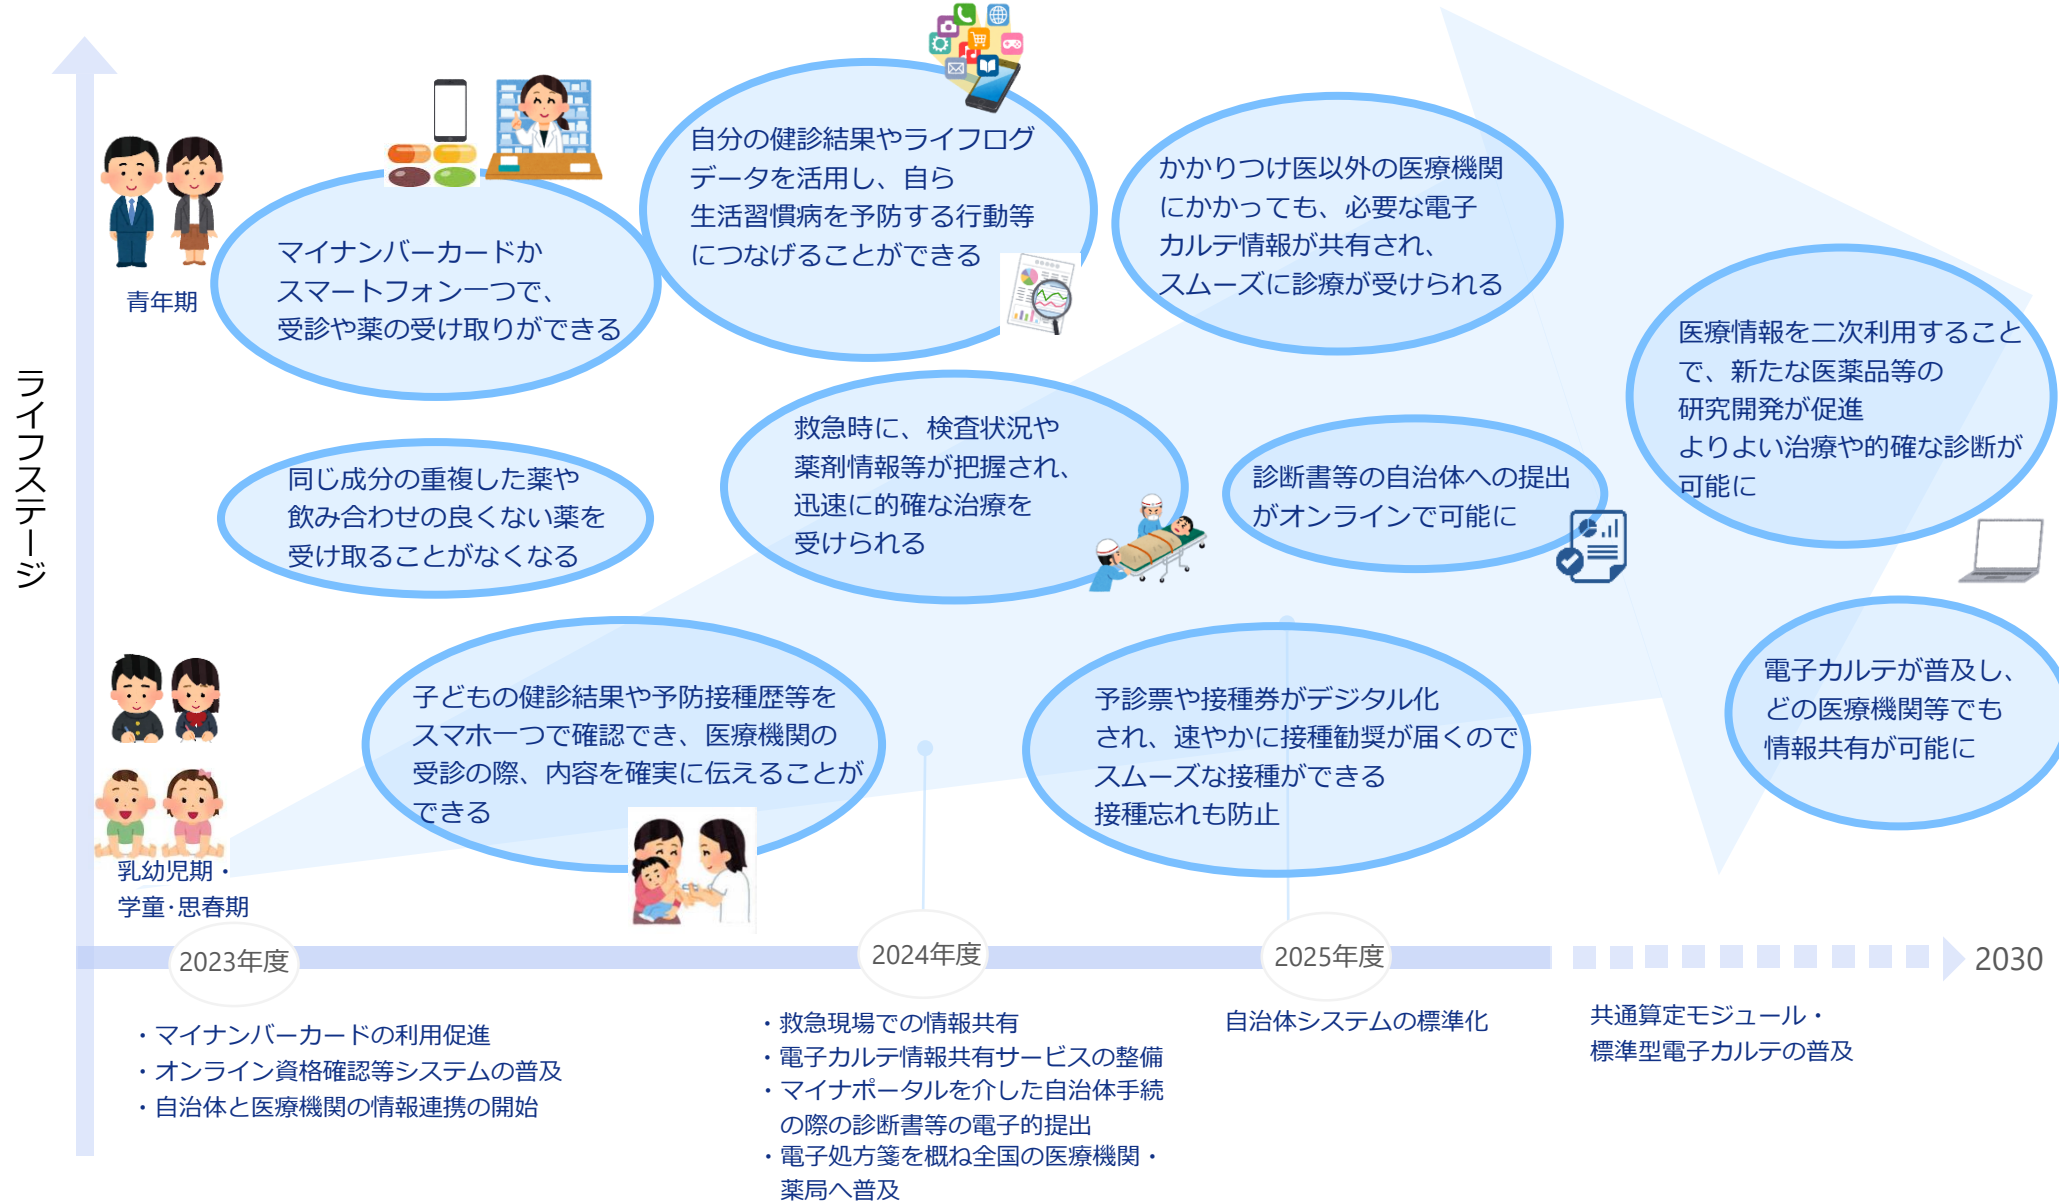 ライフステージ
青年期
マイナンバーカードか
スマートフォン一つで、
受診や薬の受け取りができる
自分の健診結果やライフログ
データを活用し、自ら
生活習慣病を予防する行動等
につなげることができる
かかりつけ医以外の医療機関
にかかっても、必要な電子
カルテ情報が共有され、
スムーズに診療が受けられる
医療情報を二次利用すること
で、新たな医薬品等の
研究開発が促進
よりよい治療や的確な診断が
可能に
同じ成分の重複した薬や
飲み合わせの良くない薬を
受け取ることがなくなる
救急時に、検査状況や
薬剤情報等が把握され、
迅速に的確な治療を
受けられる
診断書等の自治体への提出
がオンラインで可能に
子どもの健診結果や予防接種歴等を
スマホ一つで確認でき、医療機関の
受診の際、内容を確実に伝えることが
できる
予診票や接種券がデジタル化
され、速やかに接種勧奨が届くので
スムーズな接種ができる
接種忘れも防止
電子カルテが普及し、
どの医療機関等でも
情報共有が可能に
乳幼児期・
学童・思春期
2023年度
2024年度
2025年度
2030
・マイナンバーカードの利用促進
・オンライン資格確認等システムの普及
・自治体と医療機関の情報連携の開始
・救急現場での情報共有
・電子カルテ情報共有サービスの整備
・マイナポータルを介した自治体手続
の際の診断書等の電子的提出
・電子処方箋を概ね全国の医療機関・
薬局へ普及
自治体システムの標準化
共通算定モジュール・
標準型電子カルテの普及